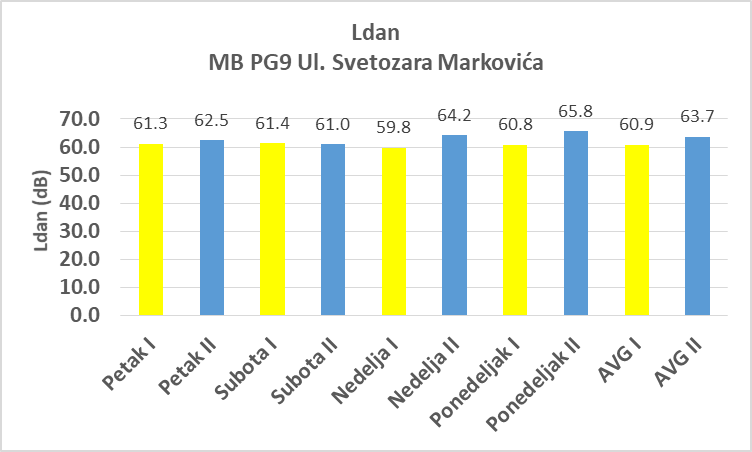 Ldan
MB PG9 Ul. Svetozara Markovića
61.3 62.5 61.4 61.0 59.8 64.2 60.8 65.8 60.9 63.7
70.0
60.0
50.0
40.0
30.0
20.0
10.0
0.0
Ldan (dB)
Petak I
Petak II
Subota I
Subota II
Nedelja I
Nedelja II
Ponedeljak I
Ponedeljak II
AVG I
AVG II